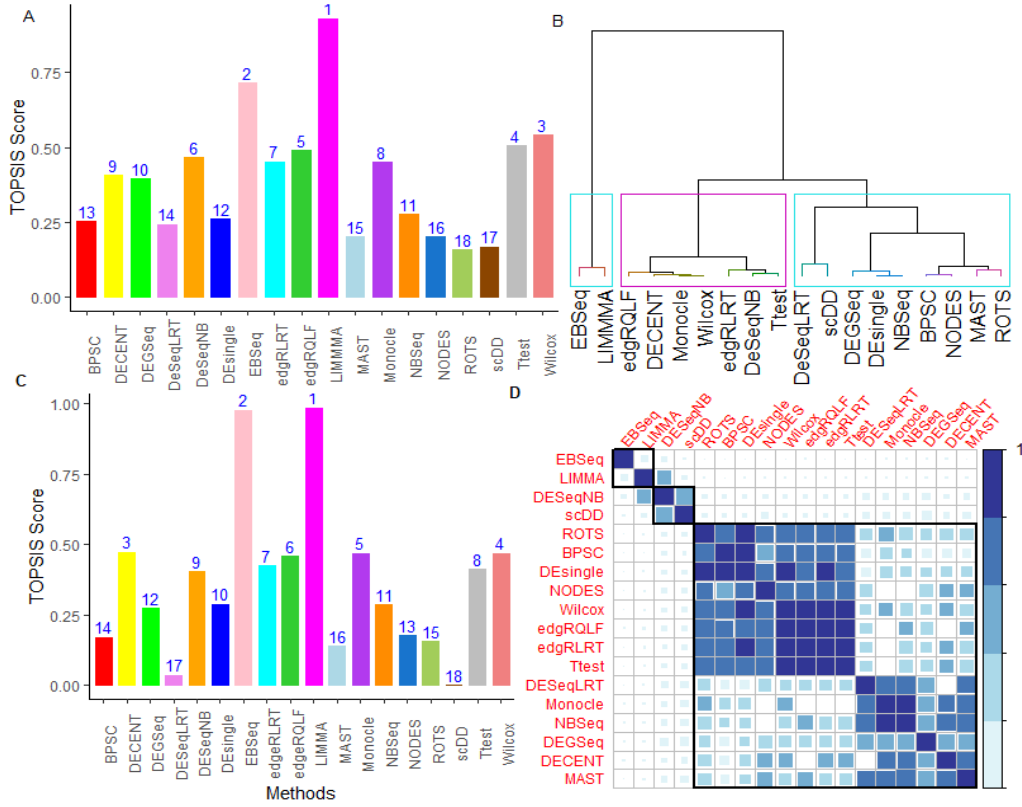 A
TOPSIS Score
0.75
0.50
0.25
0.00
13
9
10
14
6
12
2
7
5
1
15
8
11
16
18
17
4
3
BPSC
DECENT
DEGSeq
DeSeqLRT
DeSeqNB
DEsingle
EBSeq
edgRLRT
edgRQLF
LIMMMA
MAST
Monocle
NBSeq
NODES
ROTS
scDD
Ttest
Wilcox
B
EBSeq
LIMMMA
edgRQLF
DECENT
Monocle
Wilcox
edgRLRT
DeSeqNB
Ttest
DeSeqLRT
scDD
DEGSeq
DEsingle
NBSeq
BPSC
NODES
MAST
ROTS
C
TOPSIS Score
1.00
0.75
0.50
0.25
0.00
14
3
12
17
9
10
2
7
6
1
16
5
11
13
15
18
8
4
BPSC
DECENT
DEGSeq
DESeqLRT
DESeqNB
DEsingle
EBSeq
edgeRLRT
edgeRQLF
LIMMA
MAST
Monocle
NBSeq
NODES
ROTS
scDD
Ttest
Wilcox
Methods
D
EBSeq
LIMMA
DESeqNB
scDD
ROTS
BPSC
DEsingle
NODES
Wilcox
edgRQLF
edgRLRT
Ttest
DESeqLRT
Monocle
NBSeq
DEGSeq
DECENT
MAST
EBSeq
LIMMA
DESeqNB
scDD
ROTS
BPSC
DEsingle
NODES
Wilcox
edgRQLF
edgRLRT
Ttest
DESeqLRT
Monocle
NBSeq
DEGSeq
DECENT
MAST
1